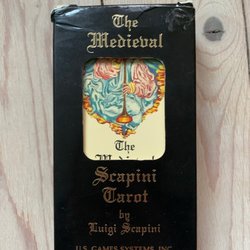 The
Medieval
The
Scapini
Tarot
by
Luigi Scapini
U.S. GAMES SYSTEMS, INC.